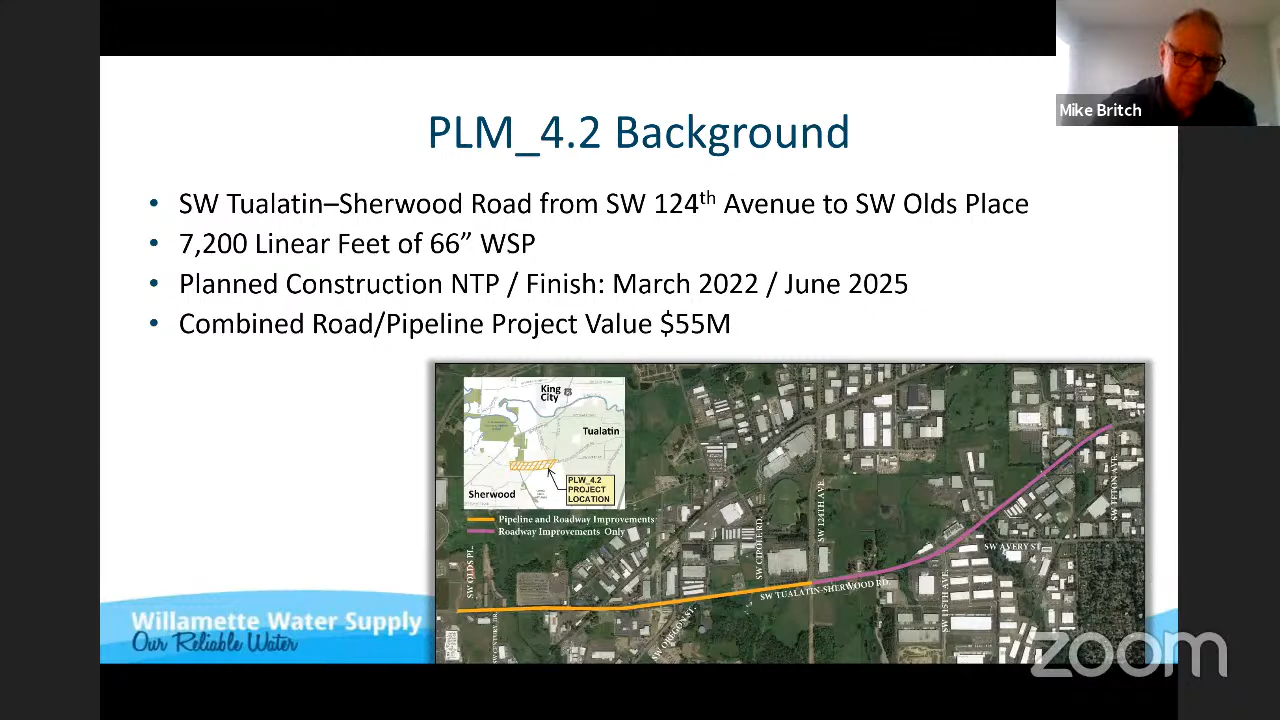 Mike Britch
PLM_4.2 Background
• SW Tualatin–Sherwood Road from SW 124th Avenue to SW Olds Place
• 7,200 Linear Feet of 66” WSP
• Planned Construction NTP / Finish: March 2022 / June 2025
• Combined Road/Pipeline Project Value $55M
King
City
Tualatin
Sherwood
PLW_4.2
PROJECT
LOCATION
Pipeline and Roadway Improvements
Roadway Improvements Only
SW OLDS PL.
SW CENTURY DR.
SW OREGON ST.
SW CIPOLE RD.
SW 124TH AVE.
SW TUALATIN-SHERWOOD RD.
SW 115TH AVE.
SW AVERY ST.
SW TETON AVE.
Willamette Water Supply
Our Reliable Water
zoom